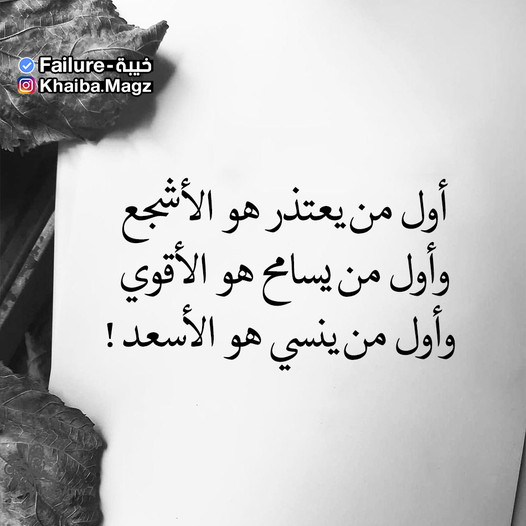 Failure-خيبة
Khaiba.Magz
أول من يعتذر هو الأشجع
وأول من يسامح هو الأقوي
وأول من ينسي هو الأسعد !